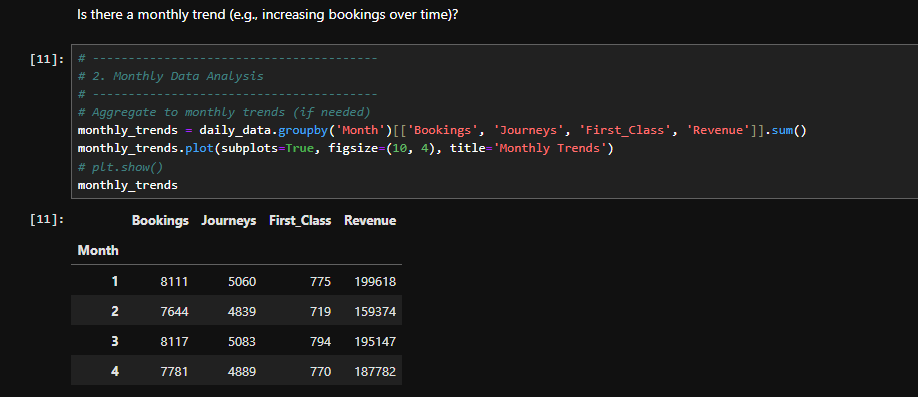 Is there a monthly trend (e.g., increasing bookings over time)?
[11]:
# ----------------------------------------
# 2. Monthly Data Analysis
# ----------------------------------------
# Aggregate to monthly trends (if needed)
monthly_trends = daily_data.groupby('Month')[['Bookings', 'Journeys', 'First_Class', 'Revenue']].sum()
monthly_trends.plot(subplots=True, figsize=(10, 4), title='Monthly Trends')
# plt.show()
monthly_trends
[11]:
Bookings Journeys First_Class Revenue
Month
1 8111 5060 775 199618
2 7644 4839 719 159374
3 8117 5083 794 195147
4 7781 4889 770 187782